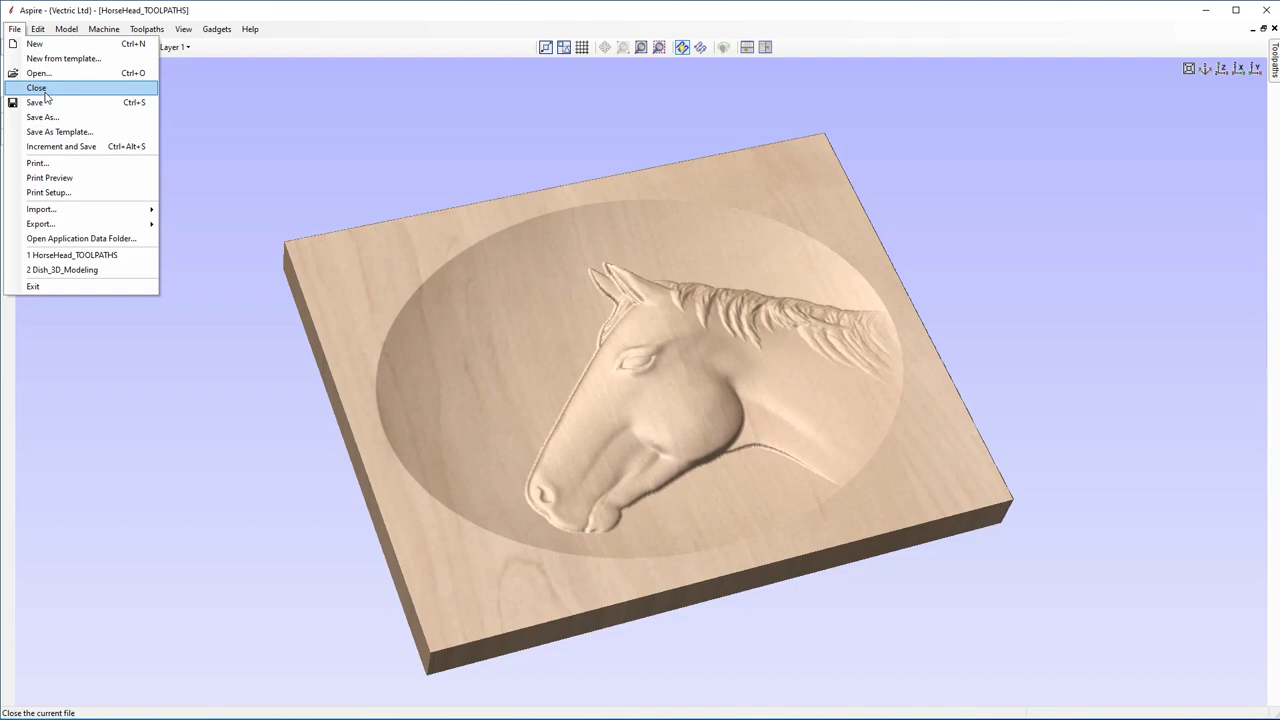 Aspire - {Vectric Ltd} - [HorseHead_TOOLPATHS]
File Edit Model Machine Toolpaths View Gadgets Help
Layer 1
New Ctrl+N
New from template...
Open... Ctrl+O
Close
Save Ctrl+S
Save As...
Save As Template...
Increment and Save Ctrl+Alt+S
Print...
Print Preview
Print Setup...
Import...
Export...
Open Application Data Folder...
1 HorseHead_TOOLPATHS
2 Dish_3D_Modeling
Exit
Toolpaths
Z X Y
Close the current file